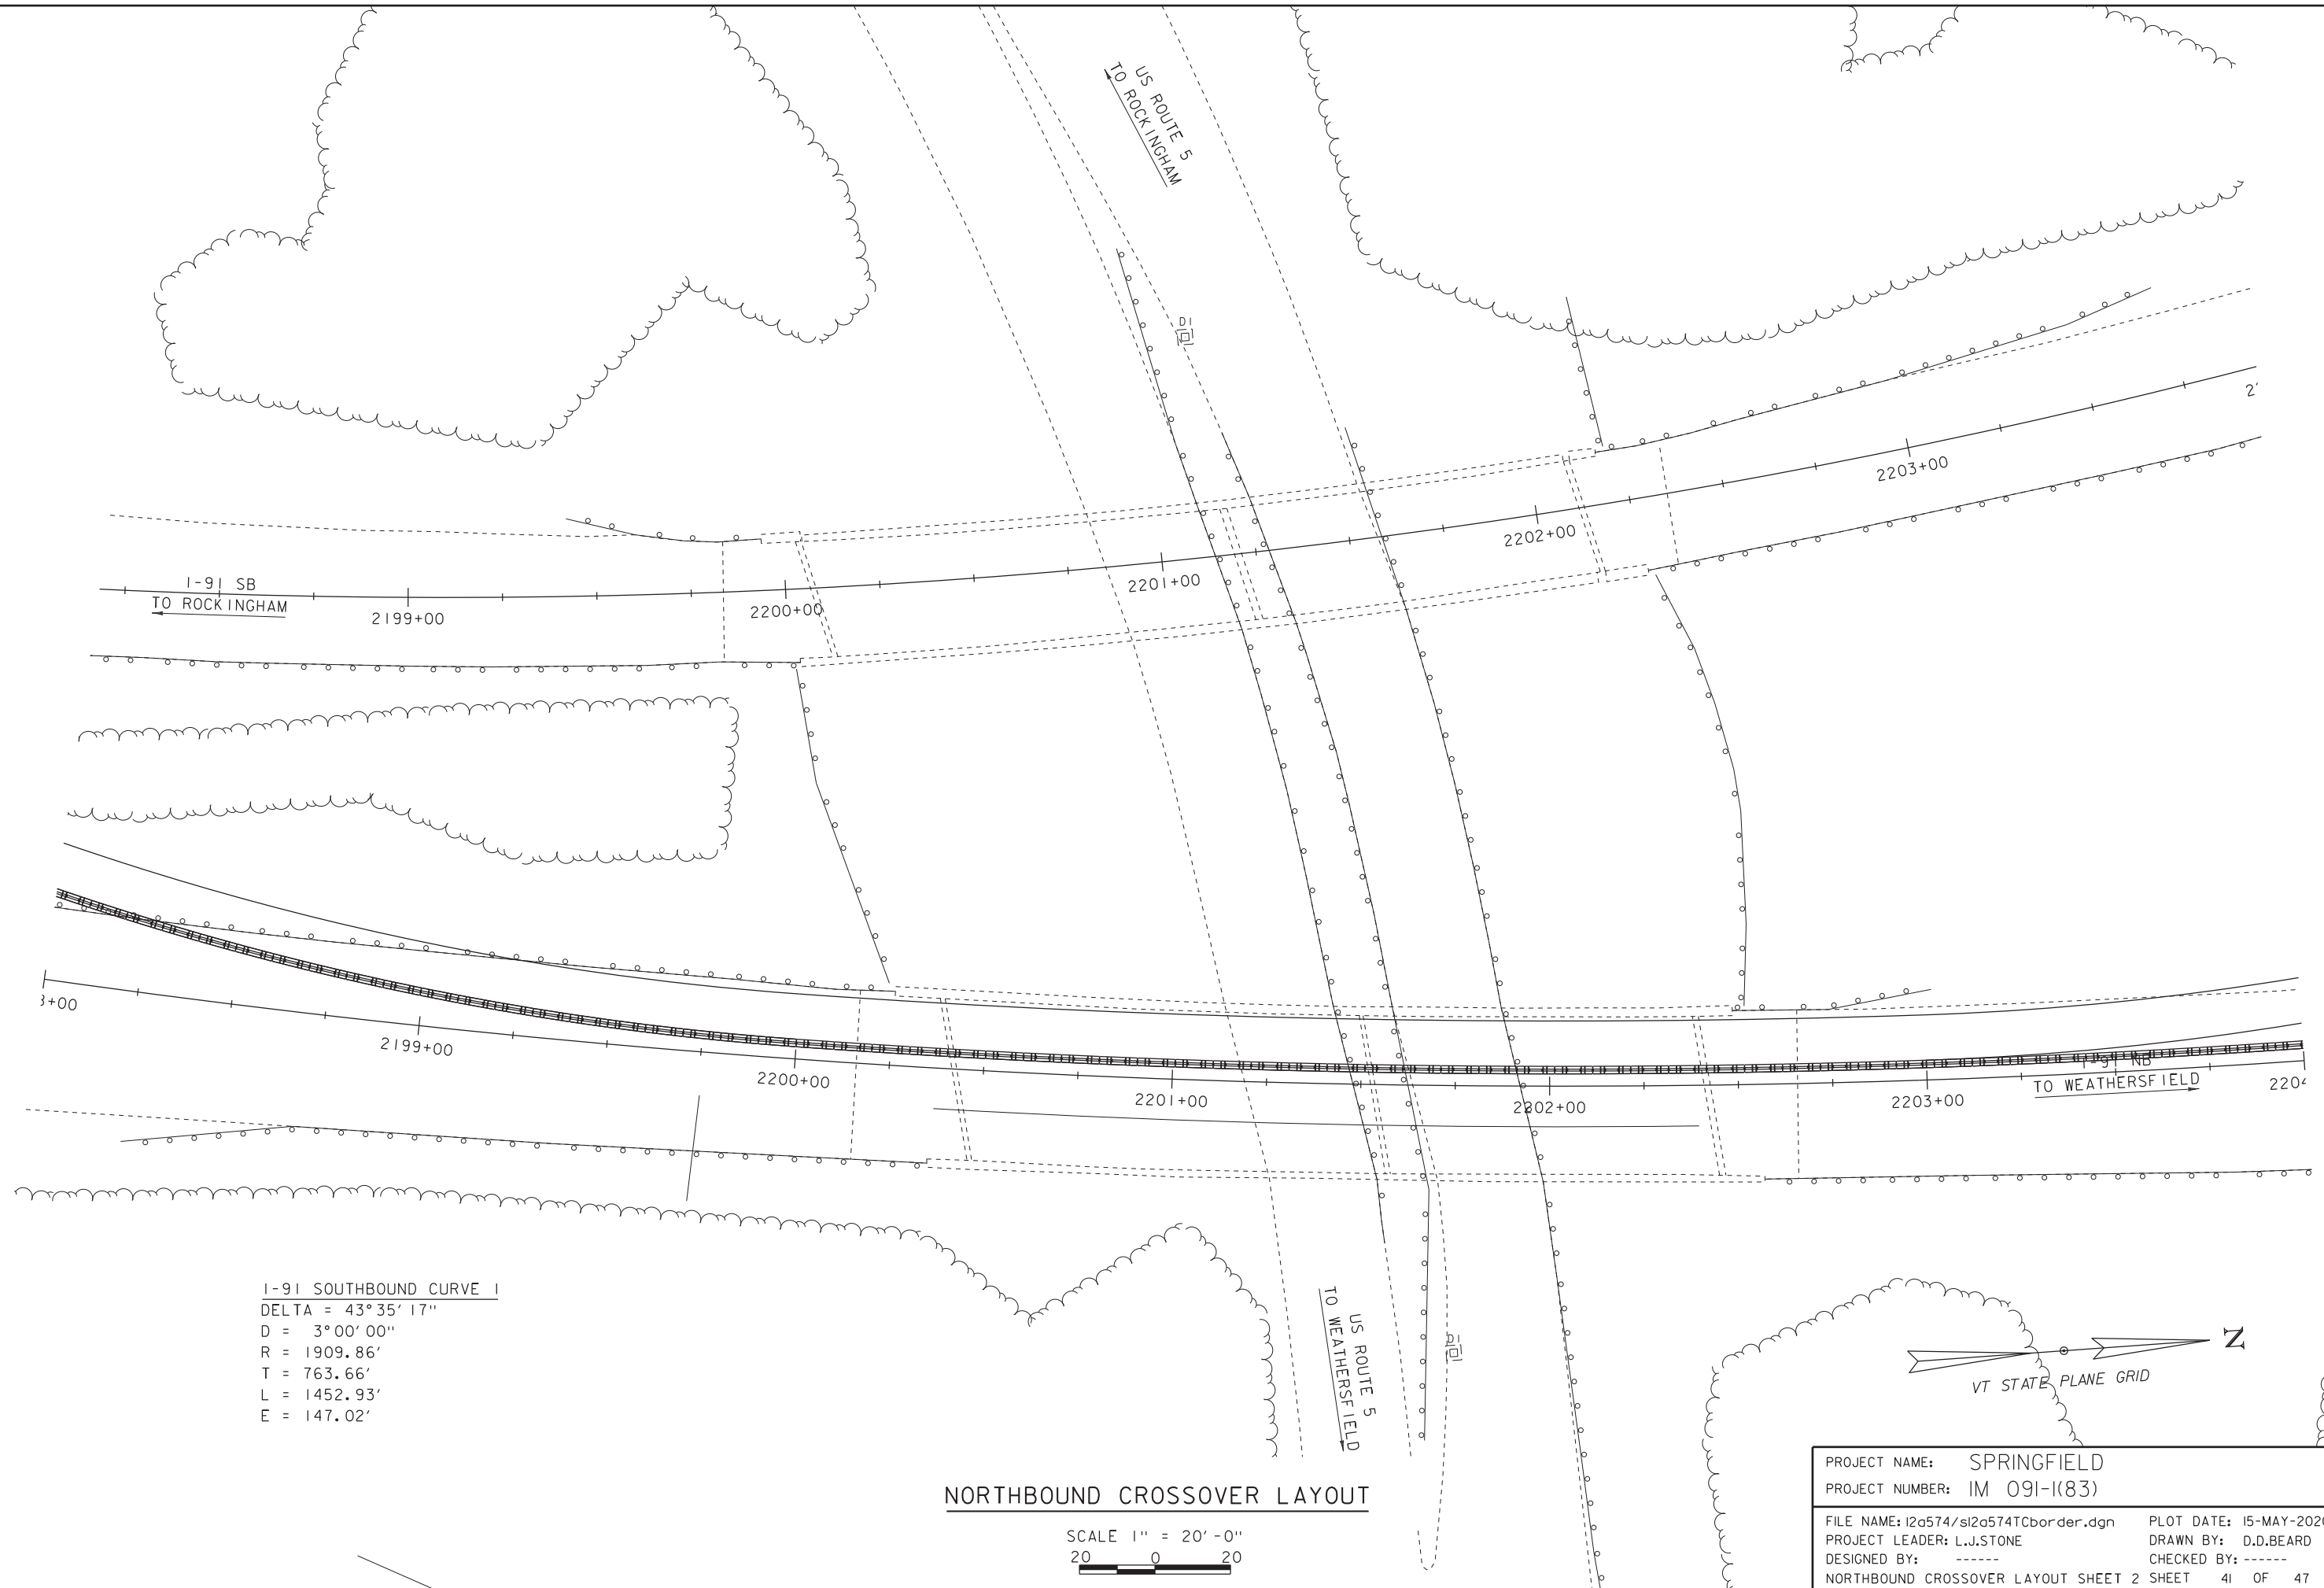 US ROUTE 5
TO ROCKINGHAM
DI
2203+00
2202+00
2201+00
2200+00
2199+00
I-91 SB
TO ROCKINGHAM
3+00
2199+00
2200+00
2201+00
2202+00
2203+00
I-91 NB
TO WEATHERSFIELD
I-91 SOUTHBOUND CURVE 1
DELTA = 43°35'17"
D = 3°00'00"
R = 1909.86'
T = 763.66'
L = 1452.93'
E = 147.02'
US ROUTE 5
TO WEATHERSFIELD
DI
Z
VT STATE PLANE GRID
NORTHBOUND CROSSOVER LAYOUT
SCALE 1" = 20'-0"
20 0 20
PROJECT NAME: SPRINGFIELD
PROJECT NUMBER: IM 091-1(83)
FILE NAME: 12a574/s12a574TCborder.dgn PLOT DATE: 15-MAY-2020
PROJECT LEADER: L.J.STONE DRAWN BY: D.D.BEARD
DESIGNED BY: ------ CHECKED BY: ------
NORTHBOUND CROSSOVER LAYOUT SHEET 2 SHEET 41 OF 47